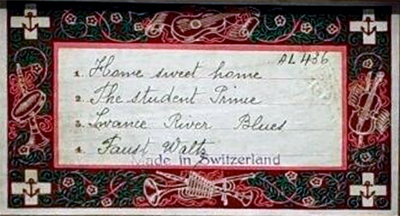 AL 436
1. Home sweet home
2. The student Prince
3. Swance River Blues
4. Faust Waltz
Made in Switzerland